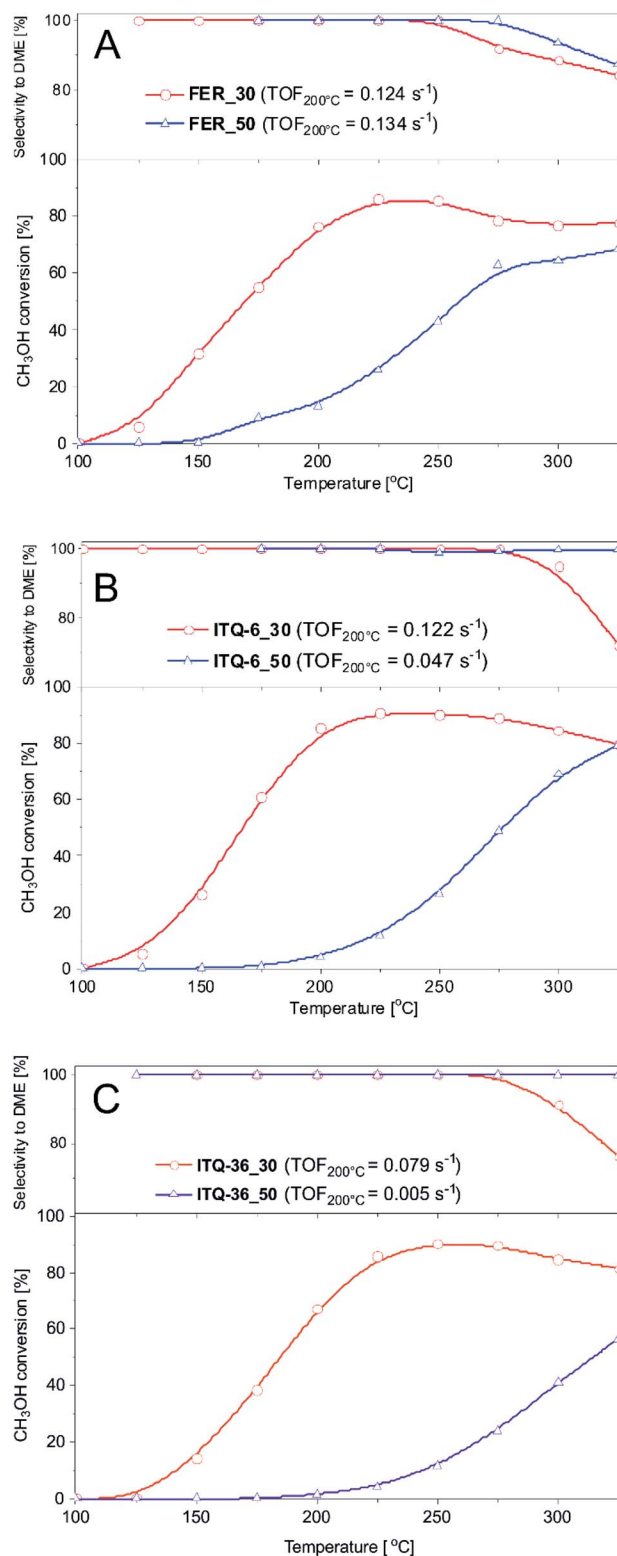 A
Selectivity to DME [%]
100
80
FER_30 (TOF200°C = 0.124 s-1)
FER_50 (TOF200°C = 0.134 s-1)
CH3OH conversion [%]
100
80
60
40
20
0
100 150 200 250 300
Temperature [oC]
B
Selectivity to DME [%]
100
80
ITQ-6_30 (TOF200°C = 0.122 s-1)
ITQ-6_50 (TOF200°C = 0.047 s-1)
CH3OH conversion [%]
100
80
60
40
20
0
100 150 200 250 300
Temperature [oC]
C
Selectivity to DME [%]
100
80
ITQ-36_30 (TOF200°C = 0.079 s-1)
ITQ-36_50 (TOF200°C = 0.005 s-1)
CH3OH conversion [%]
100
80
60
40
20
0
100 150 200 250 300
Temperature [oC]